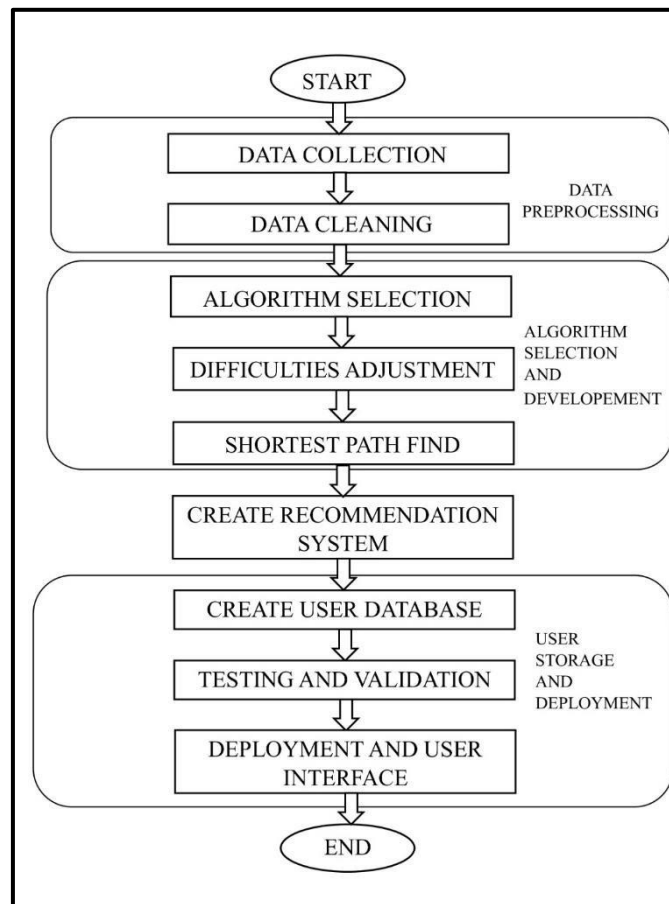 START
DATA COLLECTION
DATA
PREPROCESSING
DATA CLEANING
ALGORITHM SELECTION
ALGORITHM
SELECTION
AND
DEVELOPEMENT
DIFFICULTIES ADJUSTMENT
SHORTEST PATH FIND
CREATE RECOMMENDATION
SYSTEM
CREATE USER DATABASE
USER
STORAGE
AND
DEPLOYMENT
TESTING AND VALIDATION
DEPLOYMENT AND USER
INTERFACE
END